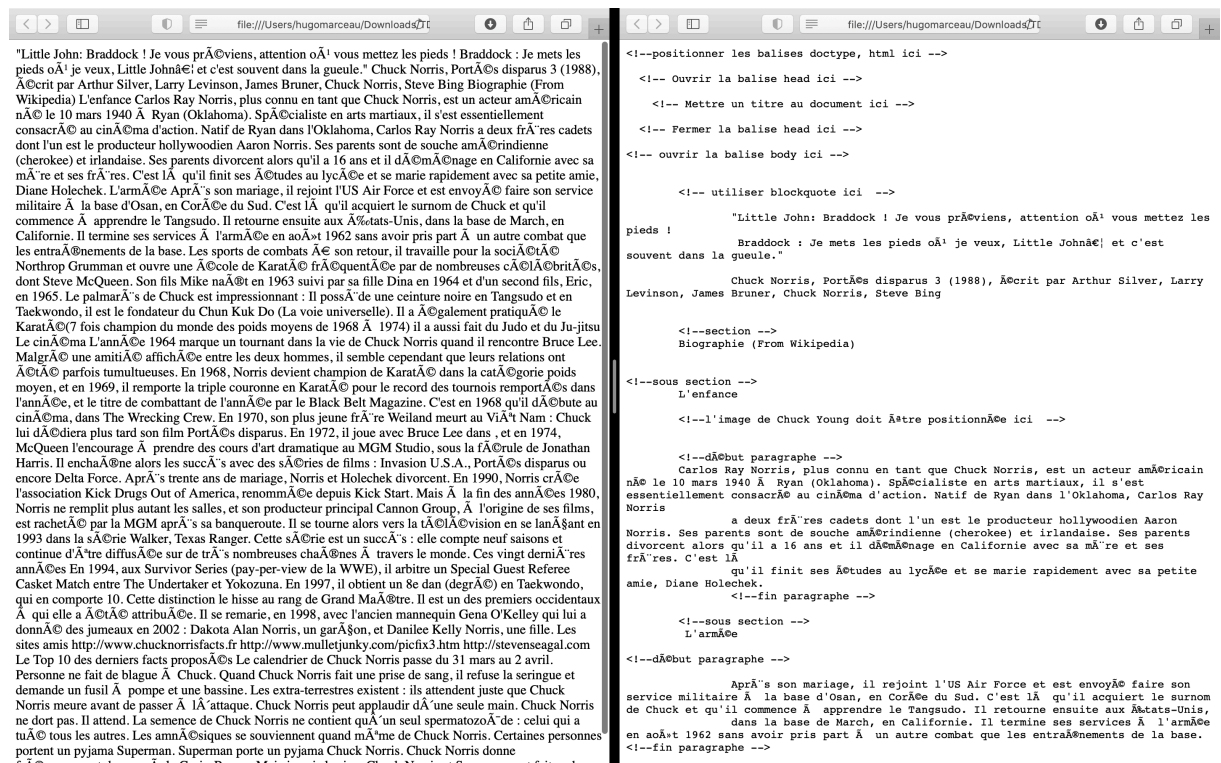 file:///Users/hugomarceau/Downloads/TD
"Little John: Braddock ! Je vous prÃ©viens, attention oÃ¹ vous mettez les pieds ! Braddock : Je mets les
pieds oÃ¹ je veux, Little Johnâ€¦ et c'est souvent dans la gueule." Chuck Norris, PortÃ©s disparus 3 (1988),
Ã©crit par Arthur Silver, Larry Levinson, James Bruner, Chuck Norris, Steve Bing Biographie (From
Wikipedia) L'enfance Carlos Ray Norris, plus connu en tant que Chuck Norris, est un acteur amÃ©ricain
nÃ© le 10 mars 1940 Ã  Ryan (Oklahoma). SpÃ©cialiste en arts martiaux, il s'est essentiellement
consacrÃ© au cinÃ©ma d'action. Natif de Ryan dans l'Oklahoma, Carlos Ray Norris a deux frÃ¨res cadets
dont l'un est le producteur hollywoodien Aaron Norris. Ses parents sont de souche amÃ©rindienne
(cherokee) et irlandaise. Ses parents divorcent alors qu'il a 16 ans et il dÃ©mÃ©nage en Californie avec sa
mÃ¨re et ses frÃ¨res. C'est lÃ  qu'il finit ses Ã©tudes au lycÃ©e et se marie rapidement avec sa petite amie,
Diane Holechek. L'armÃ©e AprÃ¨s son mariage, il rejoint l'US Air Force et est envoyÃ© faire son service
militaire Ã  la base d'Osan, en CorÃ©e du Sud. C'est lÃ  qu'il acquiert le surnom de Chuck et qu'il
commence Ã  apprendre le Tangsudo. Il retourne ensuite aux Ã‰tats-Unis, dans la base de March, en
Californie. Il termine ses services Ã  l'armÃ©e en aoÃ»t 1962 sans avoir pris part Ã  un autre combat que
les entraÃ®nements de la base. Les sports de combats Ã€ son retour, il travaille pour la sociÃ©tÃ©
Northrop Grumman et ouvre une Ã©cole de KaratÃ© frÃ©quentÃ©e par de nombreuses cÃ©lÃ©britÃ©s,
dont Steve McQueen. Son fils Mike naÃ®t en 1963 suivi par sa fille Dina en 1964 et d'un second fils, Eric,
en 1965. Le palmarÃ¨s de Chuck est impressionnant : Il possÃ¨de une ceinture noire en Tangsudo et en
Taekwondo, il est le fondateur du Chun Kuk Do (La voie universelle). Il a Ã©galement pratiquÃ© le
KaratÃ©(7 fois champion du monde des poids moyens de 1968 Ã  1974) il a aussi fait du Judo et du Ju-jitsu
Le cinÃ©ma L'annÃ©e 1964 marque un tournant dans la vie de Chuck Norris quand il rencontre Bruce Lee.
MalgrÃ© une amitiÃ© affichÃ©e entre les deux hommes, il semble cependant que leurs relations ont
Ã©tÃ© parfois tumultueuses. En 1968, Norris devient champion de KaratÃ© dans la catÃ©gorie poids
moyen, et en 1969, il remporte la triple couronne en KaratÃ© pour le record des tournois remportÃ©s dans
l'annÃ©e, et le titre de combattant de l'annÃ©e par le Black Belt Magazine. C'est en 1968 qu'il dÃ©bute au
cinÃ©ma, dans The Wrecking Crew. En 1970, son plus jeune frÃ¨re Weiland meurt au ViÃªt Nam : Chuck
lui dÃ©diera plus tard son film PortÃ©s disparus. En 1972, il joue avec Bruce Lee dans , et en 1974,
McQueen l'encourage Ã  prendre des cours d'art dramatique au MGM Studio, sous la fÃ©rule de Jonathan
Harris. Il enchaÃ®ne alors les succÃ¨s avec des sÃ©ries de films : Invasion U.S.A., PortÃ©s disparus ou
encore Delta Force. AprÃ¨s trente ans de mariage, Norris et Holechek divorcent. En 1990, Norris crÃ©e
l'association Kick Drugs Out of America, renommÃ©e depuis Kick Start. Mais Ã  la fin des annÃ©es 1980,
Norris ne remplit plus autant les salles, et son producteur principal Cannon Group, Ã  l'origine de ses films,
est rachetÃ© par la MGM aprÃ¨s sa banqueroute. Il se tourne alors vers la tÃ©lÃ©vision en se lanÃ§ant en
1993 dans la sÃ©rie Walker, Texas Ranger. Cette sÃ©rie est un succÃ¨s : elle compte neuf saisons et
continue d'Ãªtre diffusÃ©e sur de trÃ¨s nombreuses chaÃ®nes Ã  travers le monde. Ces vingt derniÃ¨res
annÃ©es En 1994, aux Survivor Series (pay-per-view de la WWE), il arbitre un Special Guest Referee
Casket Match entre The Undertaker et Yokozuna. En 1997, il obtient un 8e dan (degrÃ©) en Taekwondo,
qui en comporte 10. Cette distinction le hisse au rang de Grand MaÃ®tre. Il est un des premiers occidentaux
Ã  qui elle a Ã©tÃ© attribuÃ©e. Il se remarie, en 1998, avec l'ancien mannequin Gena O'Kelley qui lui a
donnÃ© des jumeaux en 2002 : Dakota Alan Norris, un garÃ§on, et Danilee Kelly Norris, une fille. Les
sites amis http://www.chucknorrisfacts.fr http://www.mulletjunky.com/picfix3.htm http://stevenseagal.com
Le Top 10 des derniers facts proposÃ©s Le calendrier de Chuck Norris passe du 31 mars au 2 avril.
Personne ne fait de blague Ã  Chuck. Quand Chuck Norris fait une prise de sang, il refuse la seringue et
demande un fusil Ã  pompe et une bassine. Les extra-terrestres existent : ils attendent juste que Chuck
Norris meure avant de passer Ã  lÂ´attaque. Chuck Norris peut applaudir dÂ´une seule main. Chuck Norris
ne dort pas. Il attend. La semence de Chuck Norris ne contient quÂ´un seul spermatozoÃ¯de : celui qui a
tuÃ© tous les autres. Les amnÃ©siques se souviennent quand mÃªme de Chuck Norris. Certaines personnes
portent un pyjama Superman. Superman porte un pyjama Chuck Norris. Chuck Norris donne
file:///Users/hugomarceau/Downloads/TD
<!--positionner les balises doctype, html ici -->
<!-- Ouvrir la balise head ici -->
<!-- Mettre un titre au document ici -->
<!-- Fermer la balise head ici -->
<!-- ouvrir la balise body ici -->
<!-- utiliser blockquote ici  -->
"Little John: Braddock ! Je vous prÃ©viens, attention oÃ¹ vous mettez les
pieds !
Braddock : Je mets les pieds oÃ¹ je veux, Little Johnâ€¦ et c'est
souvent dans la gueule."
Chuck Norris, PortÃ©s disparus 3 (1988), Ã©crit par Arthur Silver, Larry
Levinson, James Bruner, Chuck Norris, Steve Bing
<!--section -->
Biographie (From Wikipedia)
<!--sous section -->
L'enfance
<!--l'image de Chuck Young doit Ãªtre positionnÃ©e ici  -->
<!--dÃ©but paragraphe -->
Carlos Ray Norris, plus connu en tant que Chuck Norris, est un acteur amÃ©ricain
nÃ© le 10 mars 1940 Ã  Ryan (Oklahoma). SpÃ©cialiste en arts martiaux, il s'est
essentiellement consacrÃ© au cinÃ©ma d'action. Natif de Ryan dans l'Oklahoma, Carlos Ray
Norris
a deux frÃ¨res cadets dont l'un est le producteur hollywoodien Aaron
Norris. Ses parents sont de souche amÃ©rindienne (cherokee) et irlandaise. Ses parents
divorcent alors qu'il a 16 ans et il dÃ©mÃ©nage en Californie avec sa mÃ¨re et ses
frÃ¨res. C'est lÃ
qu'il finit ses Ã©tudes au lycÃ©e et se marie rapidement avec sa petite
amie, Diane Holechek.
<!--fin paragraphe -->
<!--sous section -->
L'armÃ©e
<!--dÃ©but paragraphe -->
AprÃ¨s son mariage, il rejoint l'US Air Force et est envoyÃ© faire son
service militaire Ã  la base d'Osan, en CorÃ©e du Sud. C'est lÃ  qu'il acquiert le surnom
de Chuck et qu'il commence Ã  apprendre le Tangsudo. Il retourne ensuite aux Ã‰tats-Unis,
dans la base de March, en Californie. Il termine ses services Ã  l'armÃ©e
en aoÃ»t 1962 sans avoir pris part Ã  un autre combat que les entraÃ®nements de la base.
<!--fin paragraphe -->